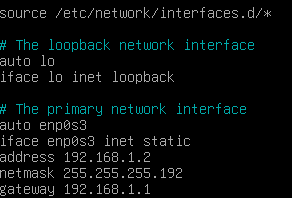 source /etc/network/interfaces.d/*
# The loopback network interface
auto lo
iface lo inet loopback
# The primary network interface
auto enp0s3
iface enp0s3 inet static
address 192.168.1.2
netmask 255.255.255.192
gateway 192.168.1.1